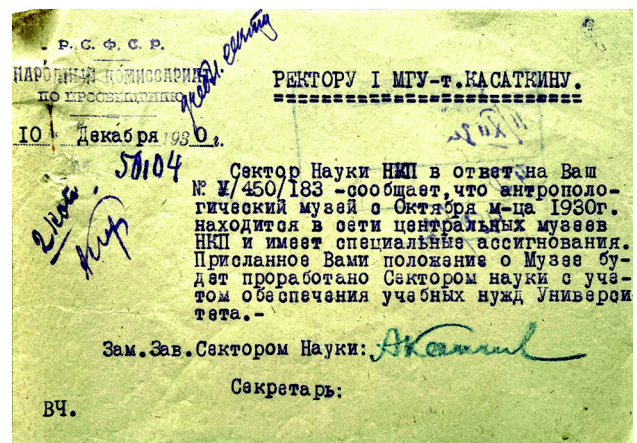 Р. С. Ф. С. Р.
НАРОДНЫЙ КОМИССАРИАТ
ПО ПРОСВЕЩЕНИЮ
10 Декабря 1930 г.
50104
2 коп.
РЕКТОРУ I МГУ-т.КАСАТКИНУ.
Сектор Науки НКП в ответ на Ваш
№ У/450/183 -сообщает,что антрополо-
гический музей с Октября м-ца 1930г.
находится в сети центральных музеев
НКП и имеет специальные ассигнования.
Присланное Вами положение о Музее бу-
дет проработано Сектором науки с уче-
том обеспечения учебных нужд Универси
тета.-
Зам.Зав.Сектором Науки:
Секретарь:
ВЧ.